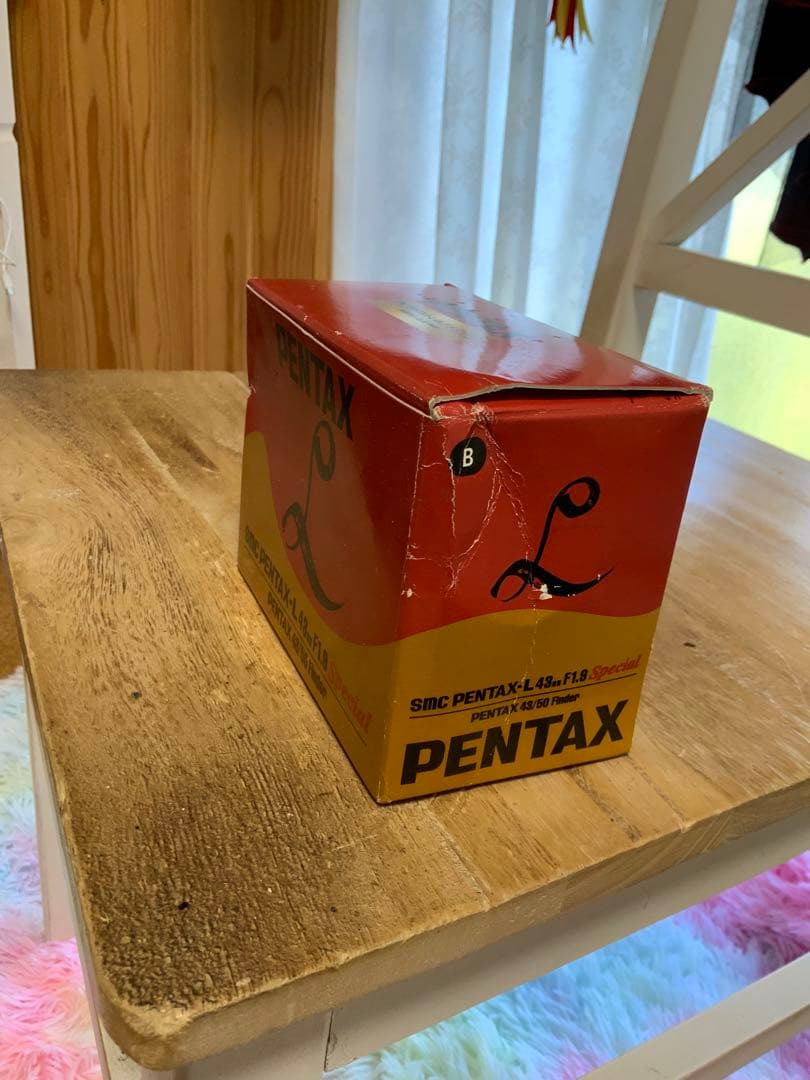 PENTAX
L
SMC PENTAX-L 43mm F1.9 Special
PENTAX 43/50 Finder
B
L
SMC PENTAX-L 43mm F1.9 Special
PENTAX 43/50 Finder
PENTAX